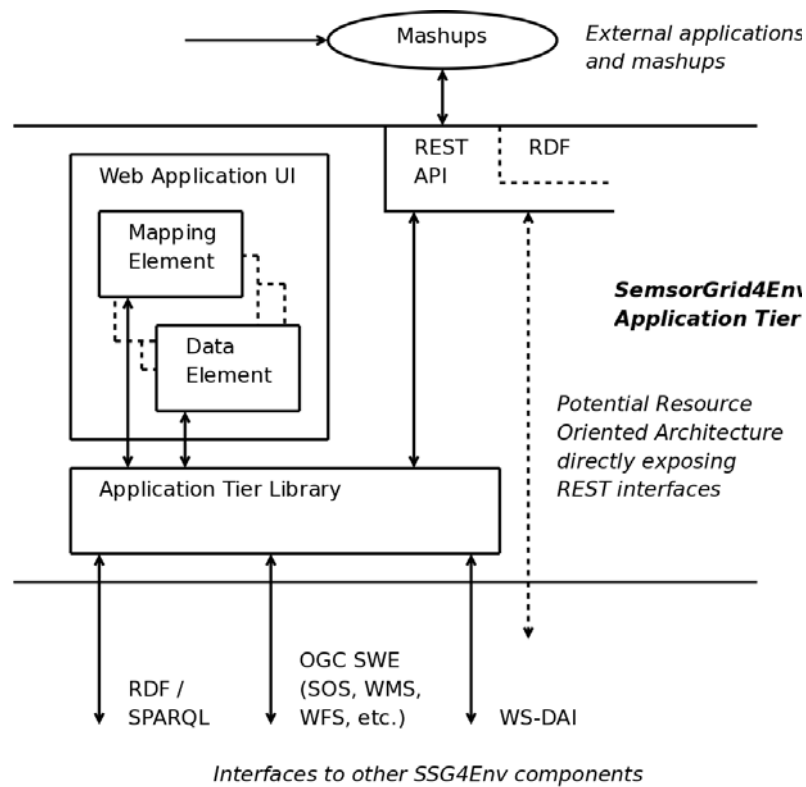 Mashups
External applications
and mashups
REST
API
RDF
Web Application UI
Mapping
Element
Data
Element
SemsorGrid4Env
Application Tier
Potential Resource
Oriented Architecture
directly exposing
REST interfaces
Application Tier Library
RDF /
SPARQL
OGC SWE
(SOS, WMS,
WFS, etc.)
WS-DAI
Interfaces to other SSG4Env components